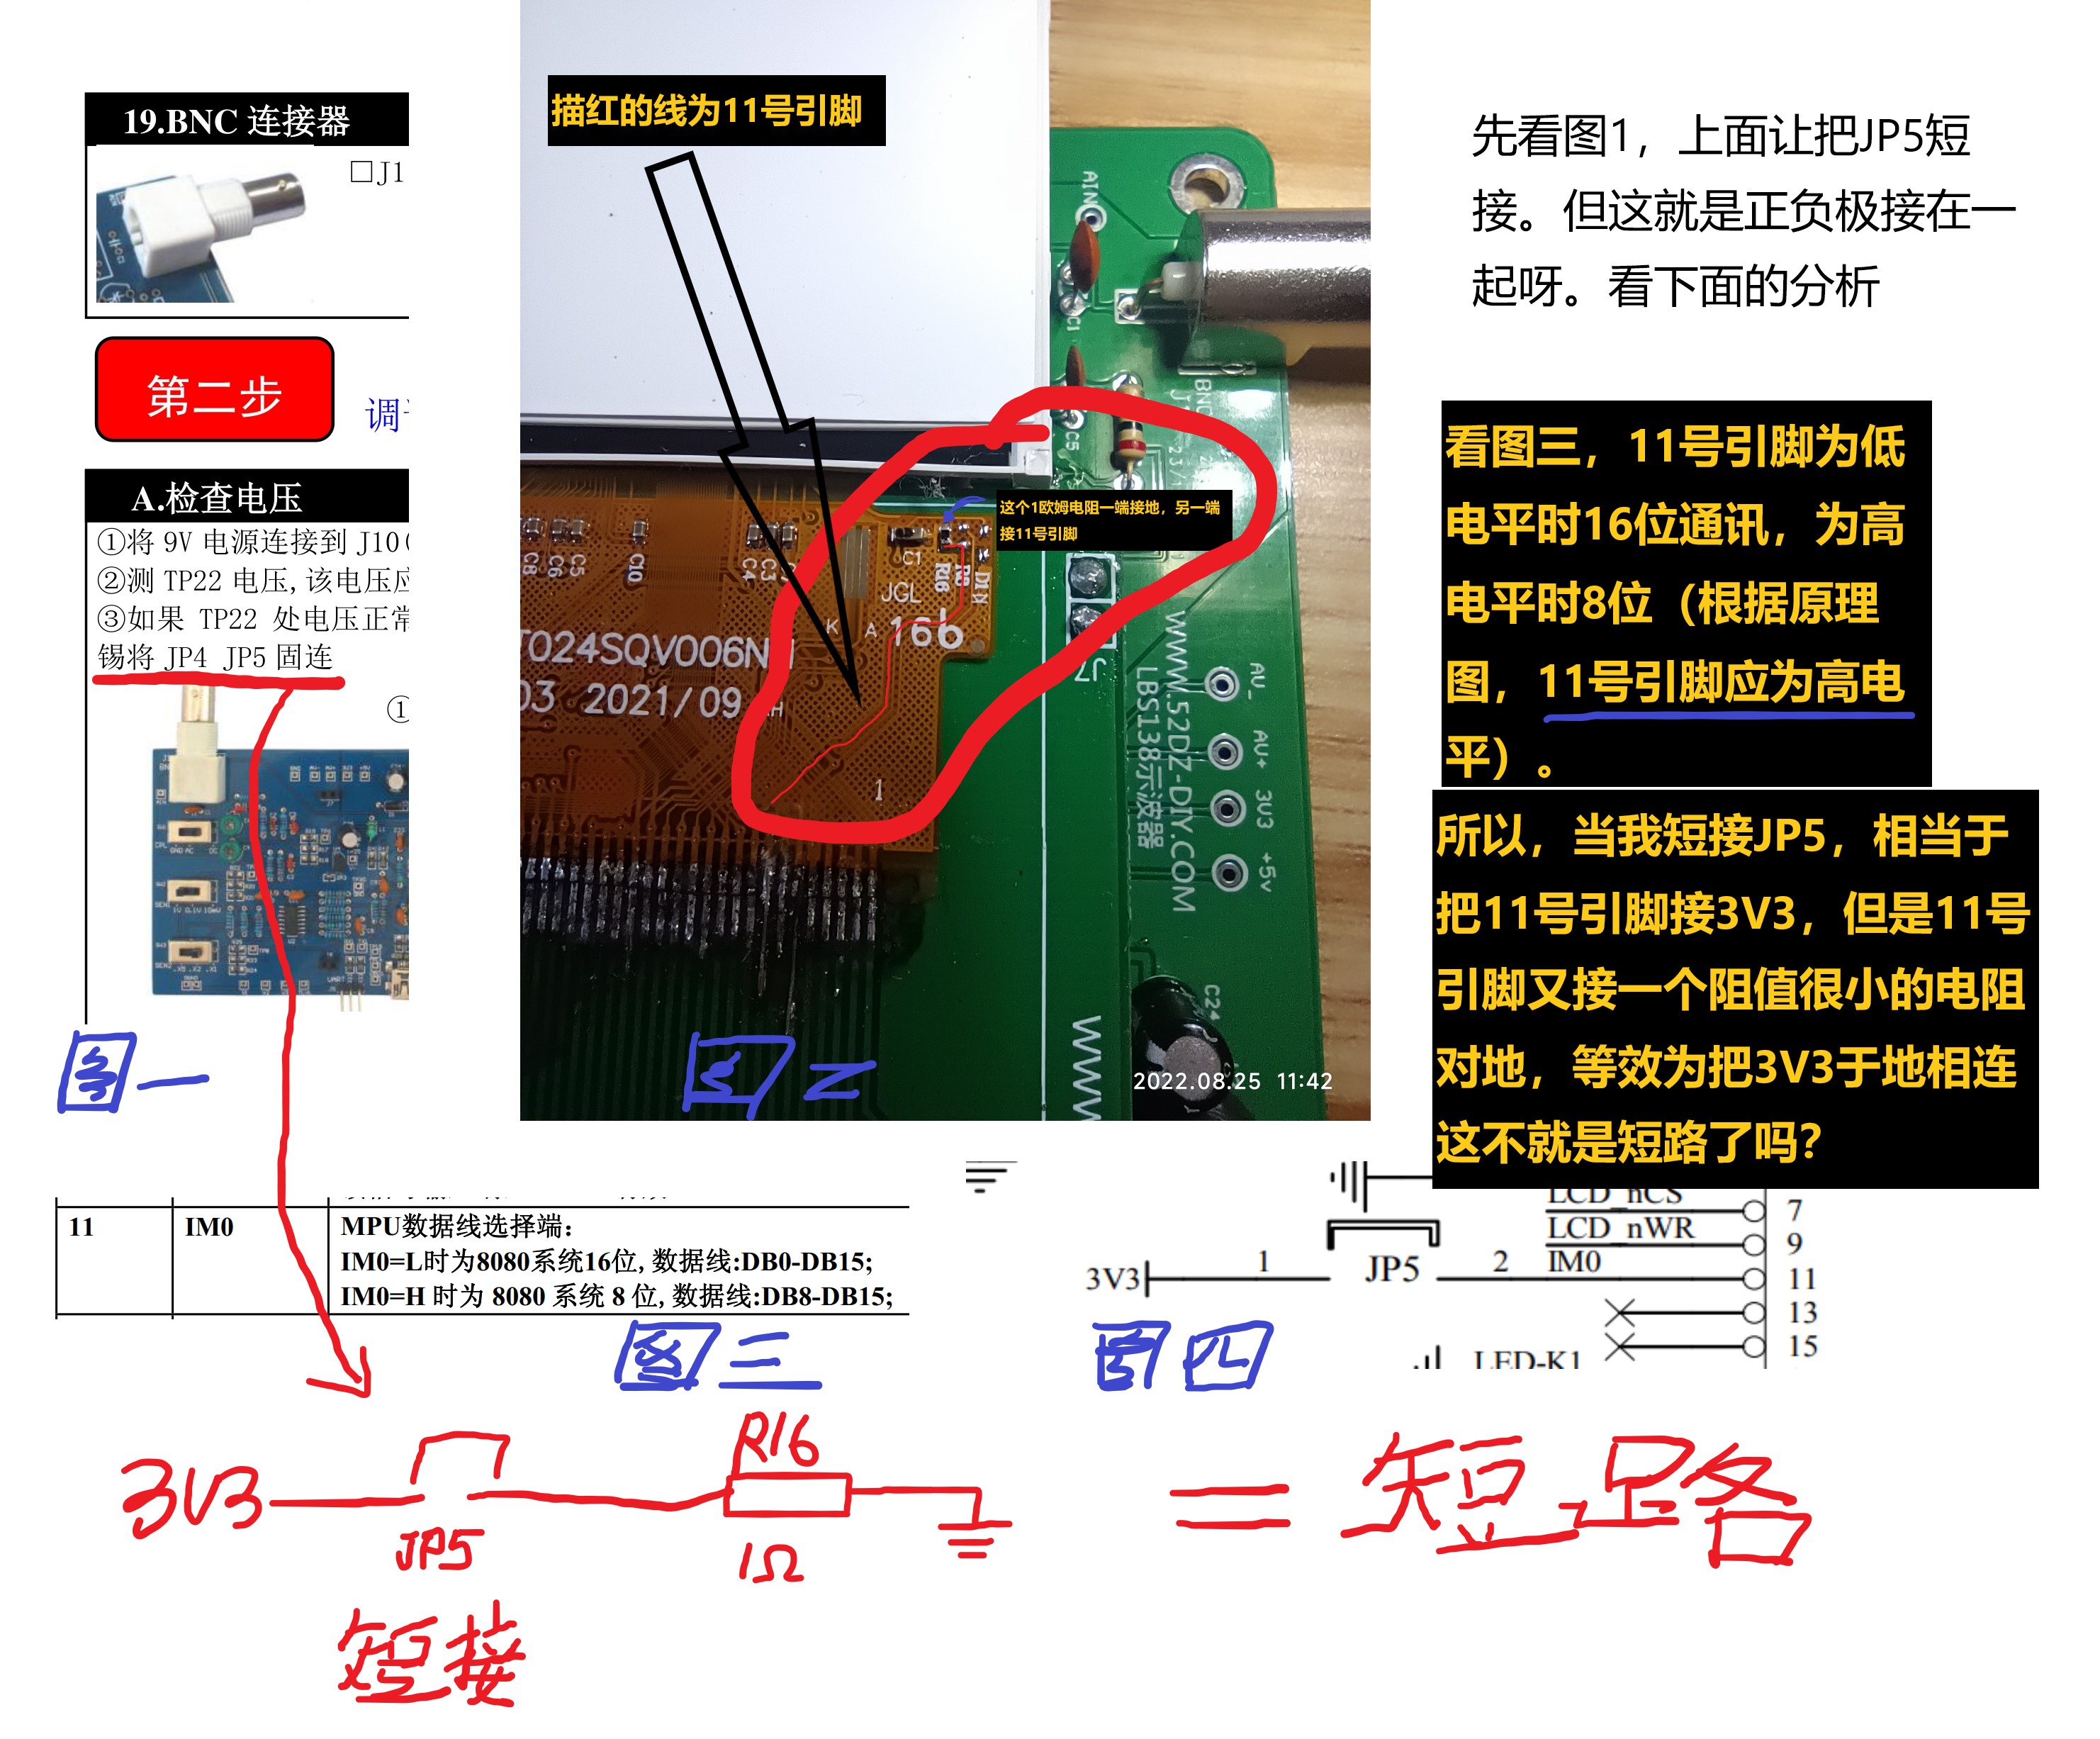 19.BNC 连接器
□J1
第二步
A.检查电压
①将 9V 电源连接到 J10
②测 TP22 电压,该电压应
③如果 TP22 处电压正常
锡将 JP4 JP5 固连
①
图一
描红的线为11号引脚
这个1欧姆电阻一端接地，另一端
接11号引脚
AIN
C1
C5
J7
C8
C6
C5
C10
C4
C3
C1
R16
JGL
K
A
166
T024SQV006N
03 2021/09
1
WWW.52DZ-DIY.COM
LBS138示波器
AV-
AV+
3V3
+5v
C24
WWW
2022.08.25 11:42
图二
先看图1，上面让把JP5短
接。但这就是正负极接在一
起呀。看下面的分析
看图三，11号引脚为低
电平时16位通讯，为高
电平时8位（根据原理
图，11号引脚应为高电
平）。
所以，当我短接JP5，相当于
把11号引脚接3V3，但是11号
引脚又接一个阻值很小的电阻
对地，等效为把3V3于地相连
这不就是短路了吗?
11 IM0 MPU数据线选择端：
IM0=L时为8080系统16位,数据线:DB0-DB15;
IM0=H 时为 8080 系统 8 位,数据线:DB8-DB15;
图三
LCD_nCS 7
LCD_nWR 9
3V3 1 JP5 2 IM0 11
13
15
LED-K1
图四
3V3 JP5 R16 1Ω = 短路
短接